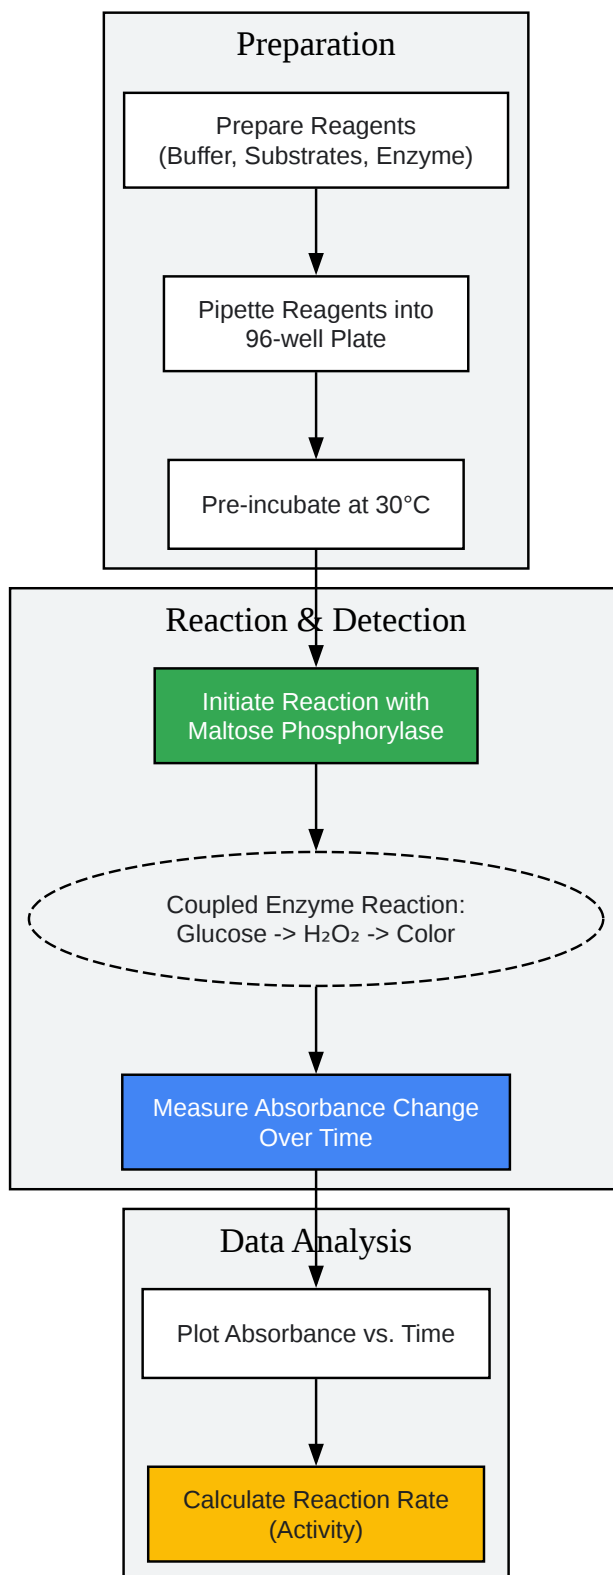 Preparation
Prepare Reagents
(Buffer, Substrates, Enzyme)
Pipette Reagents into
96-well Plate
Pre-incubate at 30°C
Reaction & Detection
Initiate Reaction with
Maltose Phosphorylase
Coupled Enzyme Reaction:
Glucose -> H₂O₂ -> Color
Measure Absorbance Change
Over Time
Data Analysis
Plot Absorbance vs. Time
Calculate Reaction Rate
(Activity)